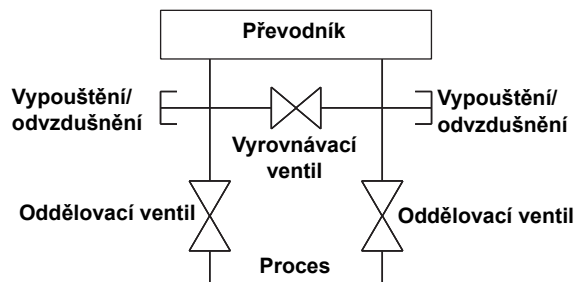 Převodník
Vypouštění/
odvzdušnění
Vypouštění/
odvzdušnění
Vyrovnávací
ventil
Oddělovací ventil
Oddělovací ventil
Proces